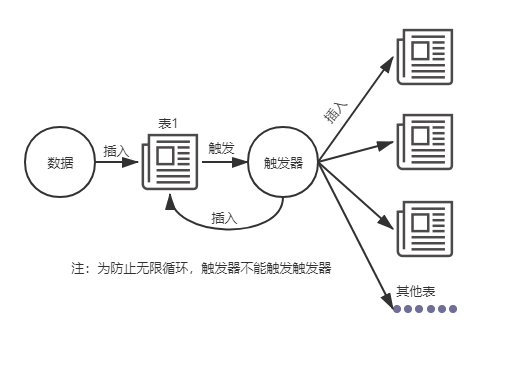 插入
表1
数据
插入
触发
触发器
插入
注：为防止无限循环，触发器不能触发触发器
其他表